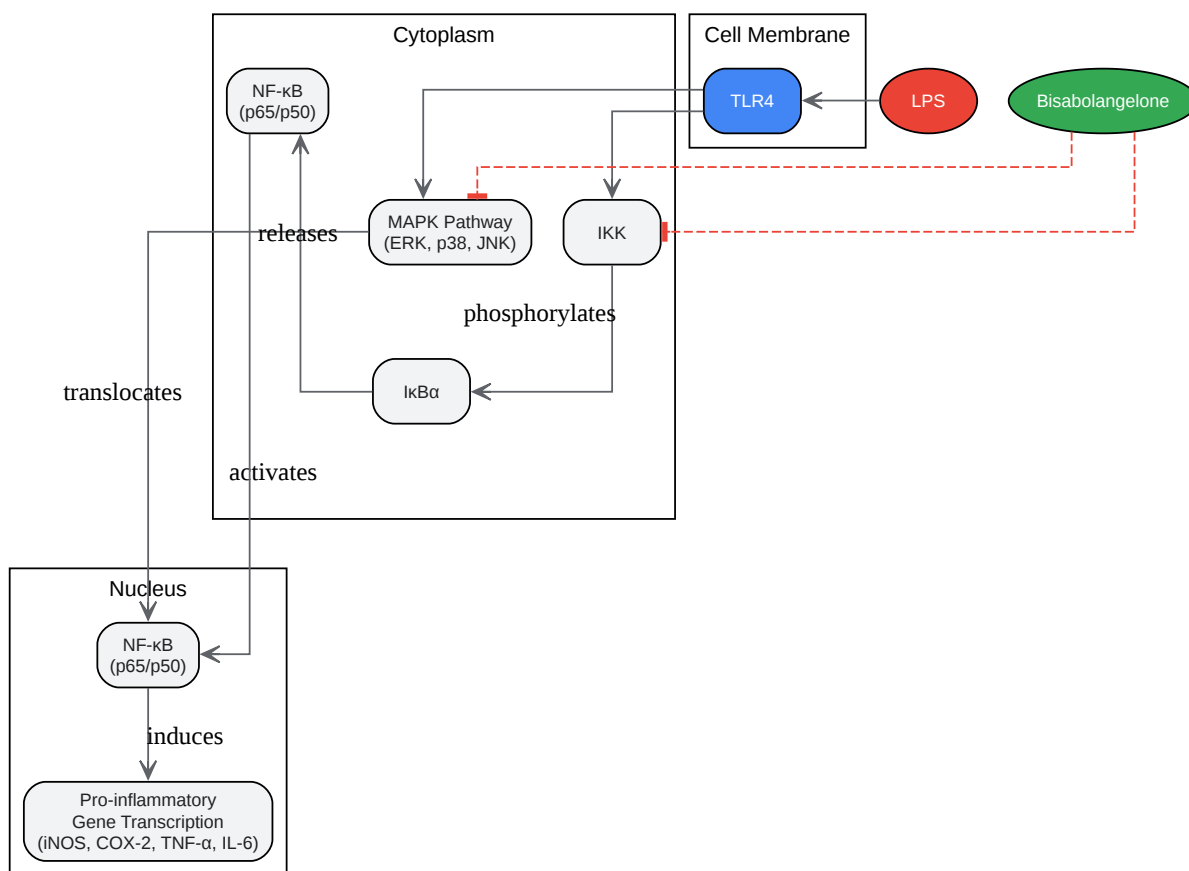 Cytoplasm
Cell Membrane
NF-κB
(p65/p50)
TLR4
LPS
Bisabolangelone
MAPK Pathway
(ERK, p38, JNK)
IKK
releases
phosphorylates
translocates
IκBα
activates
Nucleus
NF-κB
(p65/p50)
induces
Pro-inflammatory
Gene Transcription
(iNOS, COX-2, TNF-α, IL-6)